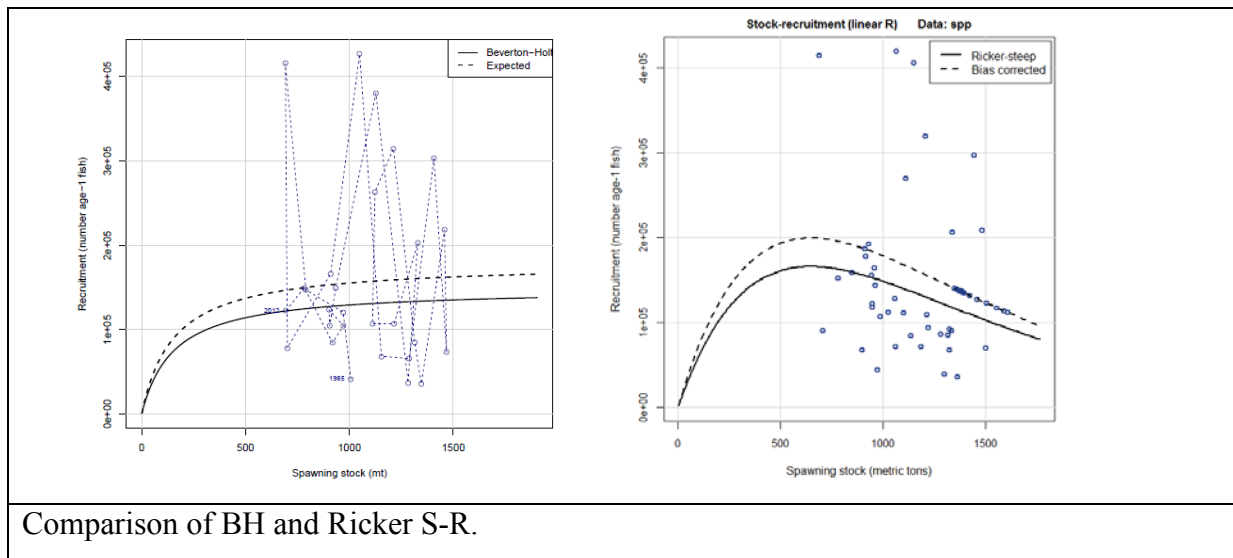 Beverton-Holt
Expected
Recruitment (number age-1 fish)
4e+05
3e+05
2e+05
1e+05
0e+00
2012
1985
0
500
1000
1500
Spawning stock (mt)
Stock-recruitment (linear R) Data: spp
Ricker-steep
Bias corrected
Recruitment (number age-1 fish)
4e+05
3e+05
2e+05
1e+05
0e+00
0
500
1000
1500
Spawning stock (metric tons)
Comparison of BH and Ricker S-R.